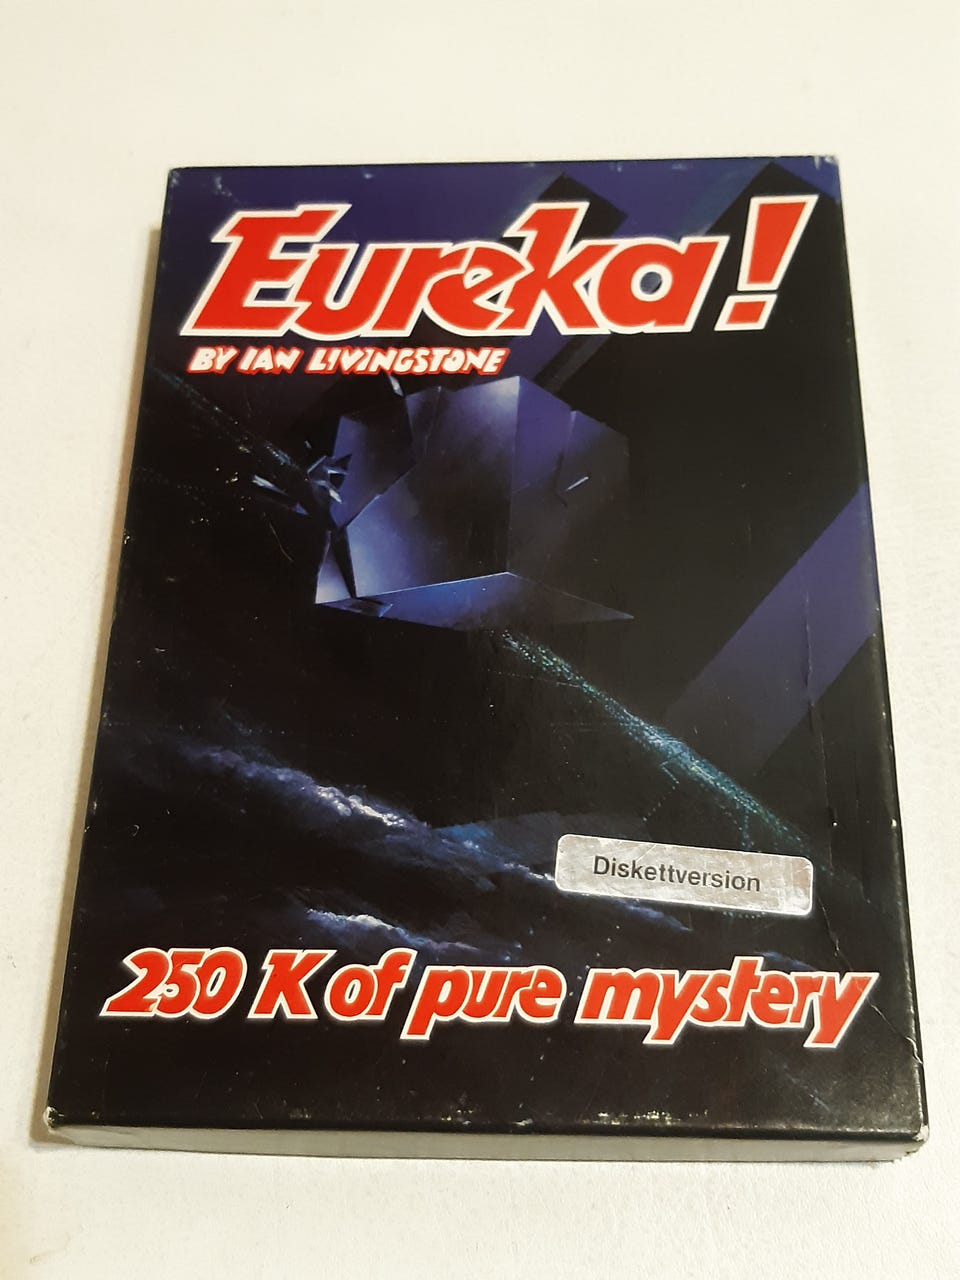 Eureka!
BY IAN LIVINGSTONE
Diskettversion
250 K of pure mystery